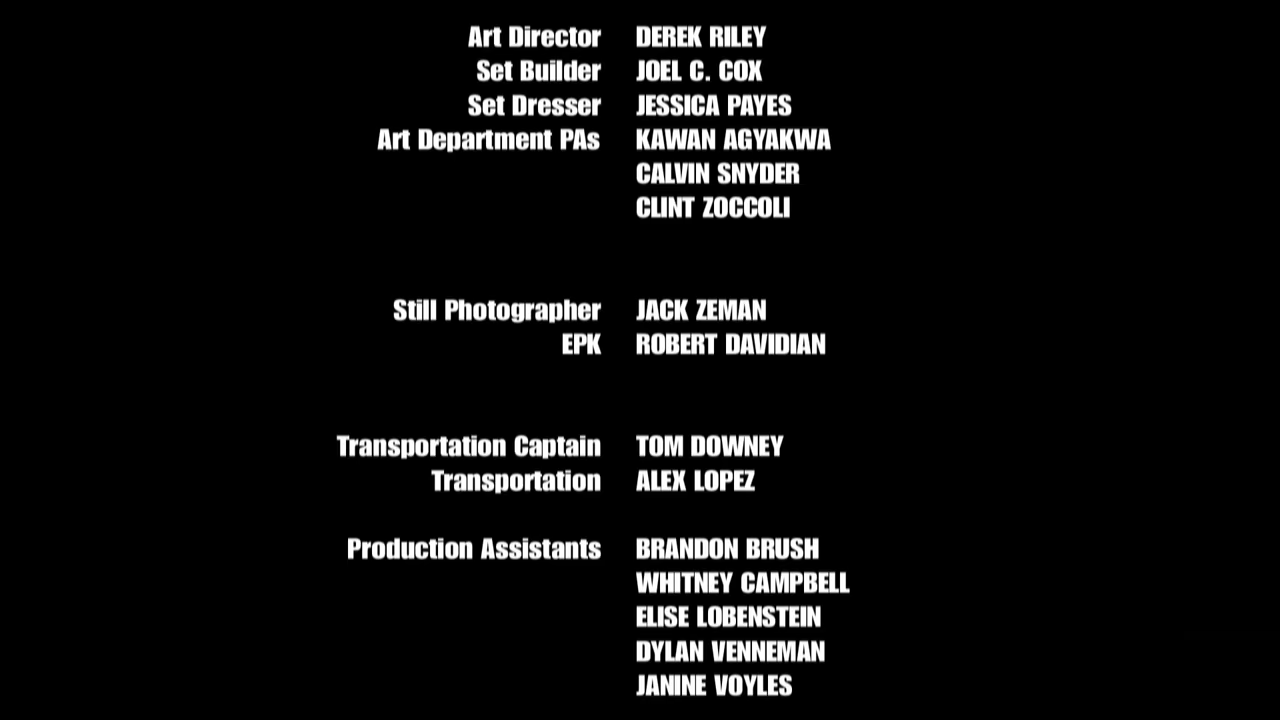 Art Director DEREK RILEY
Set Builder JOEL C. COX
Set Dresser JESSICA PAYES
Art Department PAs KAWAN AGYAKWA
CALVIN SNYDER
CLINT ZOCCOLI
Still Photographer JACK ZEMAN
EPK ROBERT DAVIDIAN
Transportation Captain TOM DOWNEY
Transportation ALEX LOPEZ
Production Assistants BRANDON BRUSH
WHITNEY CAMPBELL
ELISE LOBENSTEIN
DYLAN VENNEMAN
JANINE VOYLES